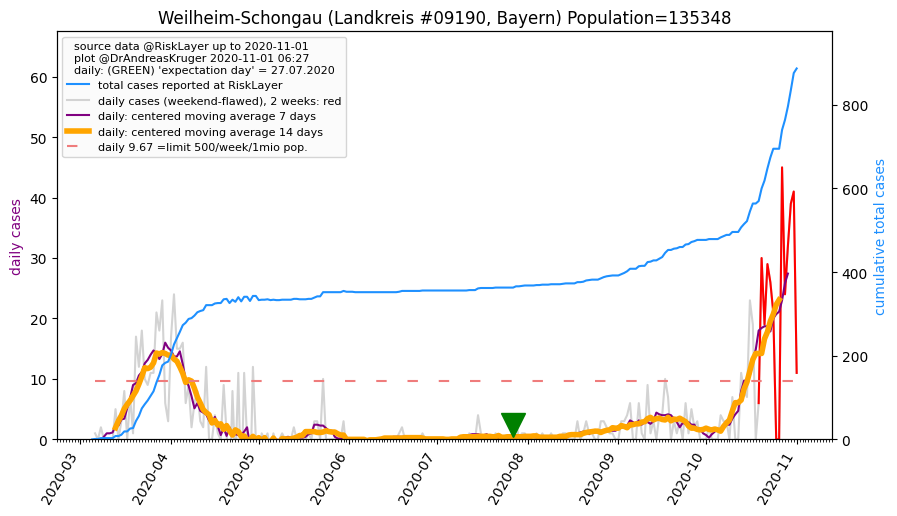 Weilheim-Schongau (Landkreis #09190, Bayern) Population=135348
source data @RiskLayer up to 2020-11-01
plot @DrAndreasKruger 2020-11-01 06:27
daily: (GREEN) 'expectation day' = 27.07.2020
total cases reported at RiskLayer
daily cases (weekend-flawed), 2 weeks: red
daily: centered moving average 7 days
daily: centered moving average 14 days
daily 9.67 =limit 500/week/1mio pop.
daily cases
60
50
40
30
20
10
0
cumulative total cases
800
600
400
200
0
2020-03
2020-04
2020-05
2020-06
2020-07
2020-08
2020-09
2020-10
2020-11